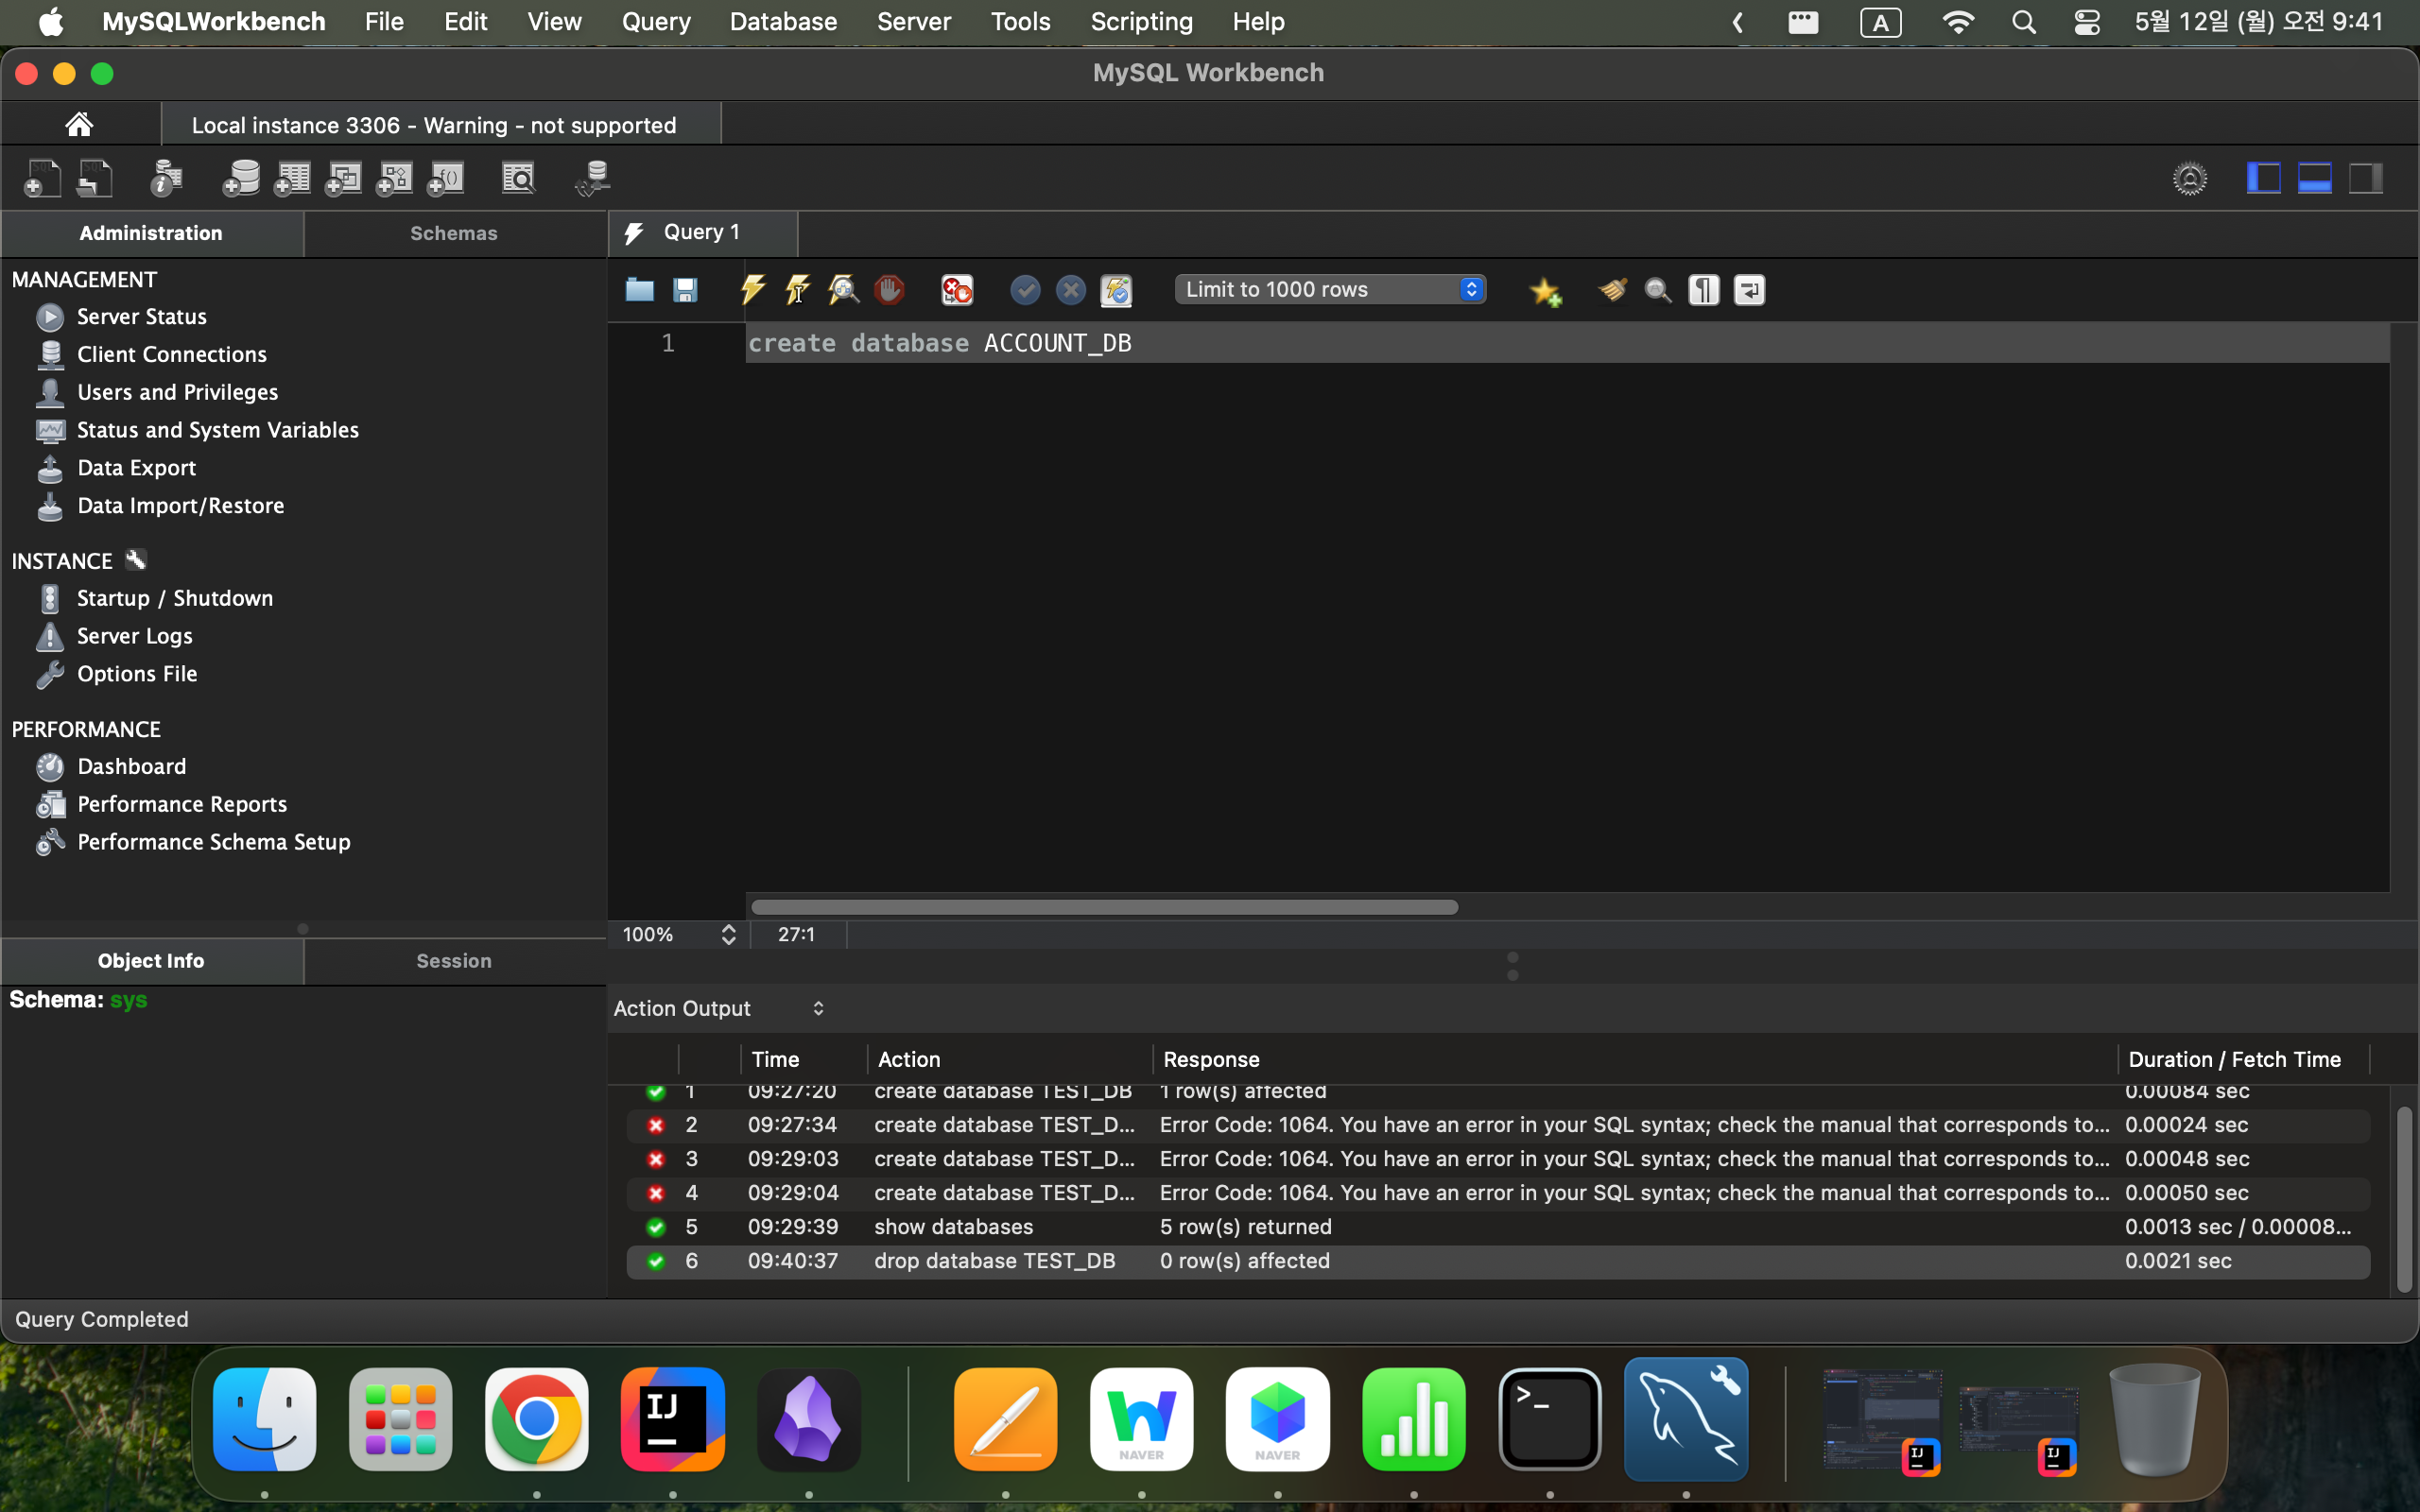 MySQLWorkbench File Edit View Query Database Server Tools Scripting Help A 5월 12일 (월) 오전 9:41
MySQL Workbench
Local instance 3306 - Warning - not supported
Administration Schemas
Query 1
MANAGEMENT
Server Status
Client Connections
Users and Privileges
Status and System Variables
Data Export
Data Import/Restore
INSTANCE
Startup / Shutdown
Server Logs
Options File
PERFORMANCE
Dashboard
Performance Reports
Performance Schema Setup
Limit to 1000 rows
1 create database ACCOUNT_DB
100% 27:1
Object Info Session
Schema: sys
Action Output
Time Action Response Duration / Fetch Time
1 09:27:20 create database TEST_DB 1 row(s) affected 0.00084 sec
2 09:27:34 create database TEST_D... Error Code: 1064. You have an error in your SQL syntax; check the manual that corresponds to... 0.00024 sec
3 09:29:03 create database TEST_D... Error Code: 1064. You have an error in your SQL syntax; check the manual that corresponds to... 0.00048 sec
4 09:29:04 create database TEST_D... Error Code: 1064. You have an error in your SQL syntax; check the manual that corresponds to... 0.00050 sec
5 09:29:39 show databases 5 row(s) returned 0.0013 sec / 0.00008...
6 09:40:37 drop database TEST_DB 0 row(s) affected 0.0021 sec
Query Completed
IJ
NAVER
NAVER
>_
IJ
IJ